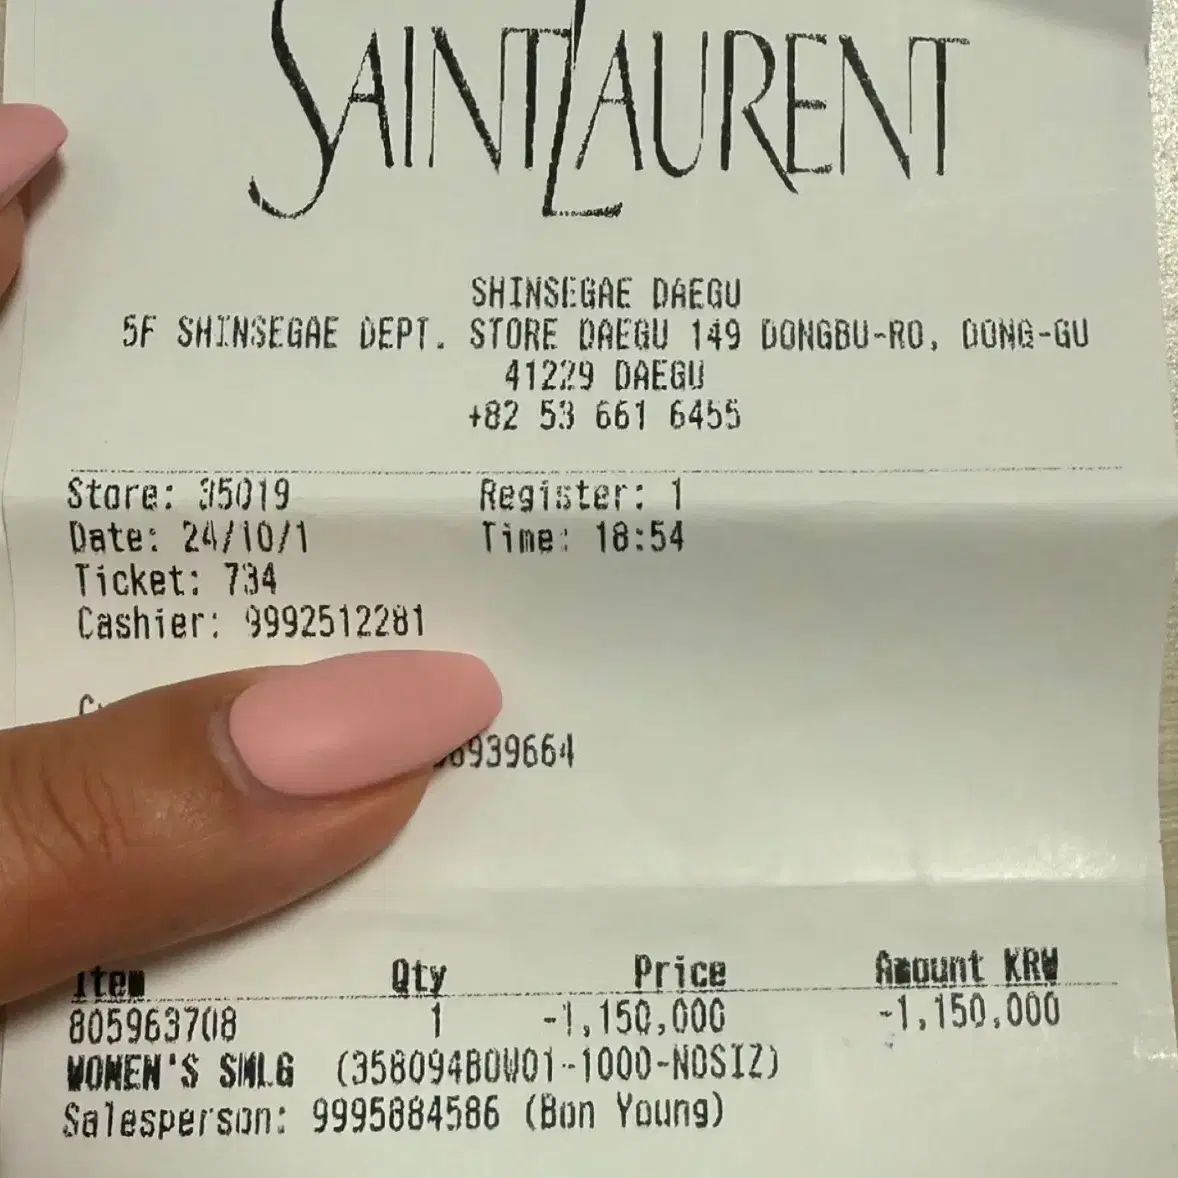 SAINT LAURENT
SHINSEGAE DAEGU
5F SHINSEGAE DEPT. STORE DAEGU 149 DONGBU-RO, DONG-GU
41229 DAEGU
+82 53 661 6455
Store: 35019 Register: 1
Date: 24/10/1 Time: 18:54
Ticket: 734
Cashier: 9992512281
939664
Item Qty Price Amount KRW
805963708 1 -1,150,000 -1,150,000
WOMEN'S SMLG (358094BOW01-1000-NOSIZ)
Salesperson: 9995884586 (Bon Young)